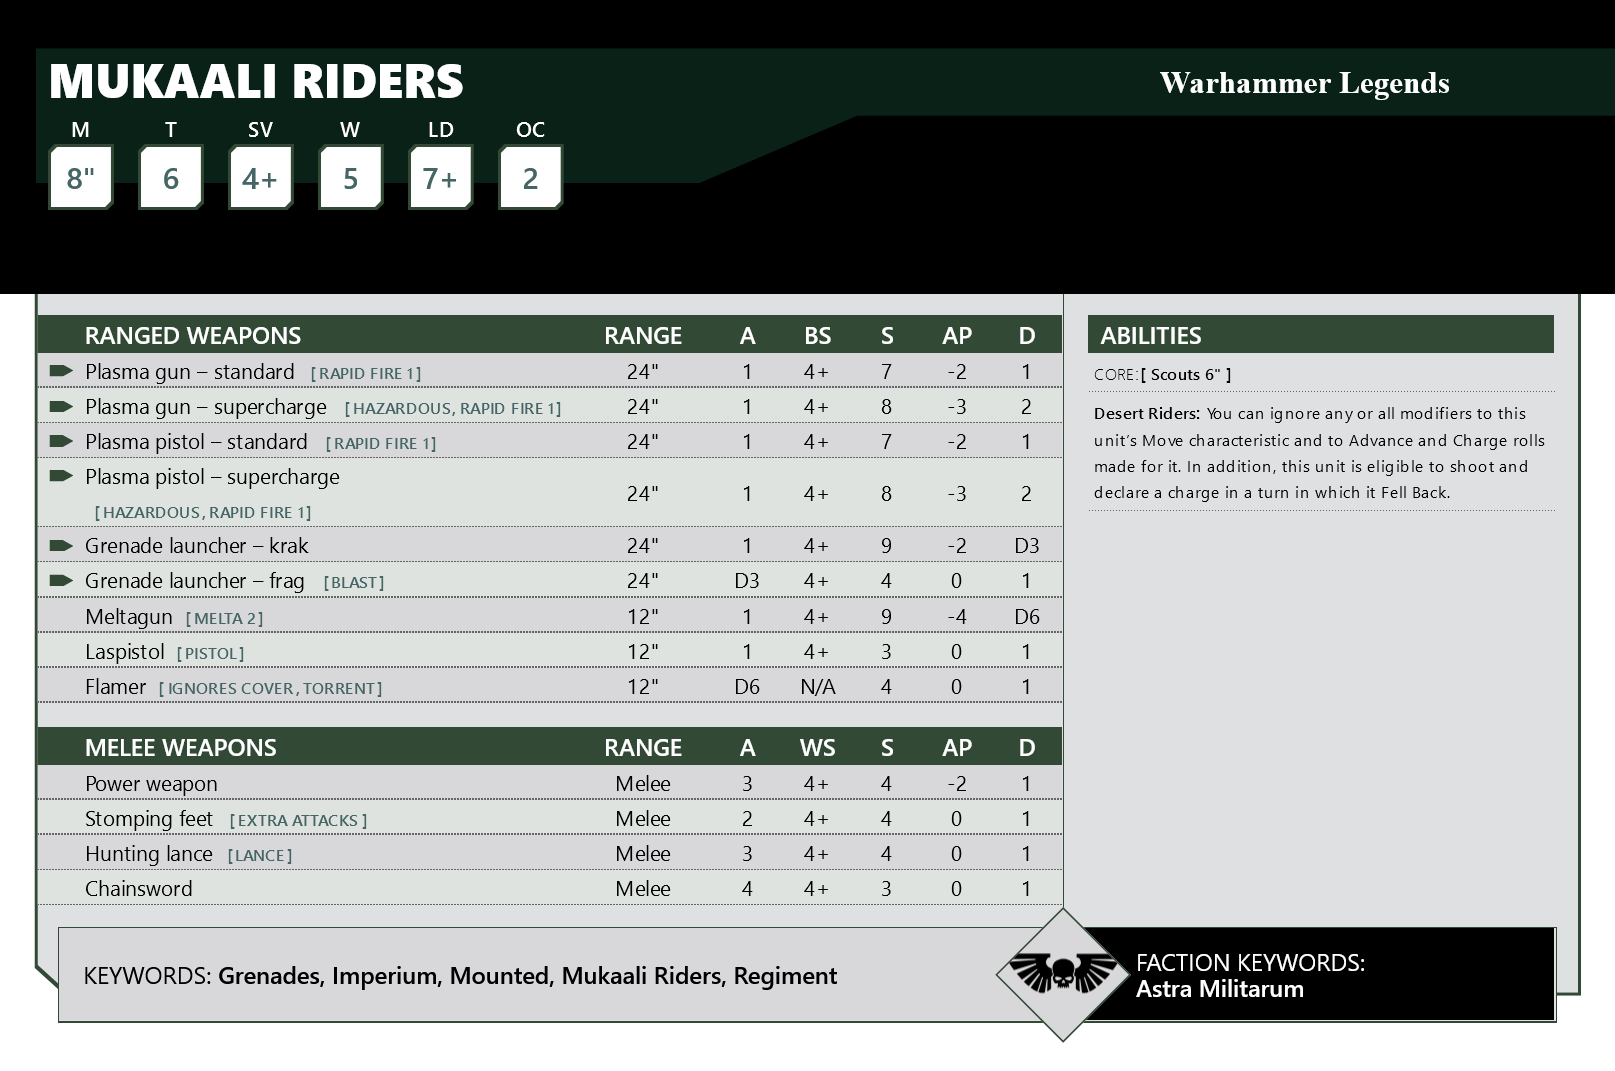 MUKAALI RIDERS
Warhammer Legends
M T SV W LD OC
8" 6 4+ 5 7+ 2
RANGED WEAPONS RANGE A BS S AP D
Plasma gun – standard [RAPID FIRE 1] 24" 1 4+ 7 -2 1
Plasma gun – supercharge [HAZARDOUS, RAPID FIRE 1] 24" 1 4+ 8 -3 2
Plasma pistol – standard [RAPID FIRE 1] 24" 1 4+ 7 -2 1
Plasma pistol – supercharge
[HAZARDOUS, RAPID FIRE 1] 24" 1 4+ 8 -3 2
Grenade launcher – krak 24" 1 4+ 9 -2 D3
Grenade launcher – frag [BLAST] 24" D3 4+ 4 0 1
Meltagun [MELTA 2] 12" 1 4+ 9 -4 D6
Laspistol [PISTOL] 12" 1 4+ 3 0 1
Flamer [IGNORES COVER, TORRENT] 12" D6 N/A 4 0 1
MELEE WEAPONS RANGE A WS S AP D
Power weapon Melee 3 4+ 4 -2 1
Stomping feet [EXTRA ATTACKS] Melee 2 4+ 4 0 1
Hunting lance [LANCE] Melee 3 4+ 4 0 1
Chainsword Melee 4 4+ 3 0 1
ABILITIES
CORE:[ Scouts 6" ]
Desert Riders: You can ignore any or all modifiers to this
unit's Move characteristic and to Advance and Charge rolls
made for it. In addition, this unit is eligible to shoot and
declare a charge in a turn in which it Fell Back.
KEYWORDS: Grenades, Imperium, Mounted, Mukaali Riders, Regiment
FACTION KEYWORDS:
Astra Militarum